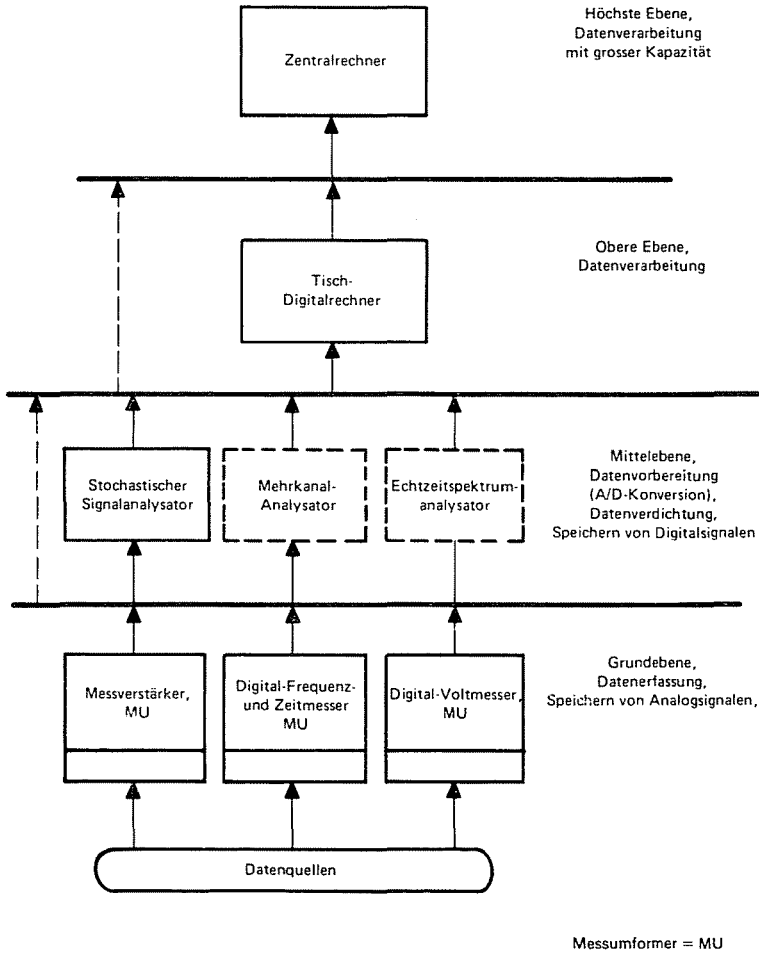 Höchste Ebene,
Datenverarbeitung
mit grosser Kapazität
Zentralrechner
Obere Ebene,
Datenverarbeitung
Tisch-
Digitalrechner
Mittelebene,
Datenvorbereitung
(A/D-Konversion),
Datenverdichtung,
Speichern von Digitalsignalen
Stochastischer
Signalanalysator
Mehrkanal-
Analysator
Echtzeitspektrum-
analysator
Grundebene,
Datenerfassung,
Speichern von Analogsignalen,
Messverstärker,
MU
Digital-Frequenz-
und Zeitmesser
MU
Digital-Voltmesser,
MU
Datenquellen
Messumformer = MU